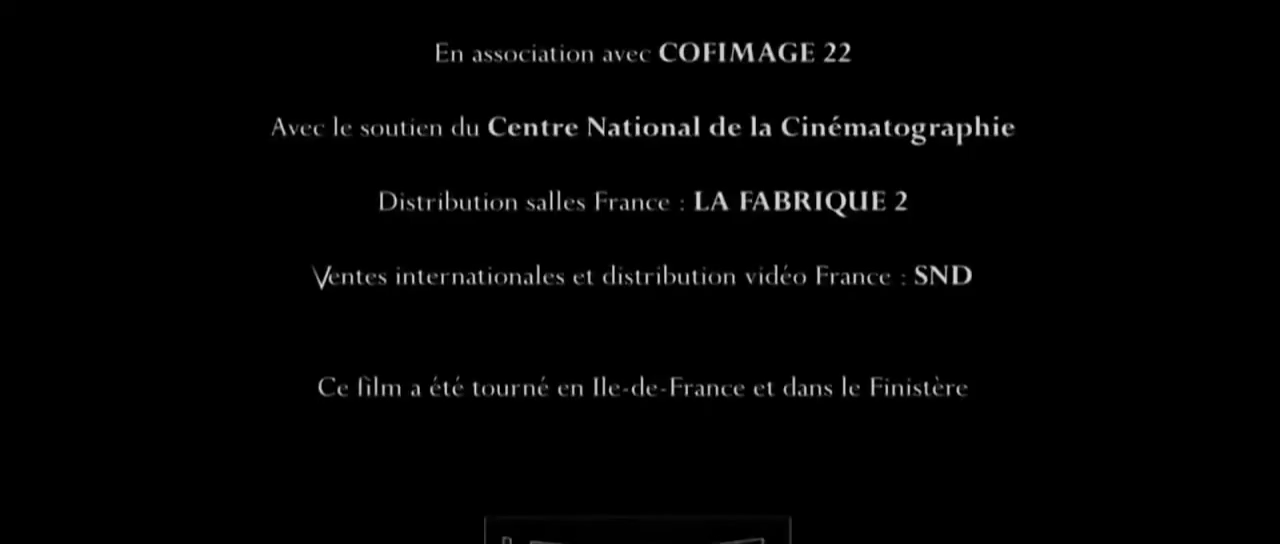 En association avec COFIMAGE 22
Avec le soutien du Centre National de la Cinématographie
Distribution salles France : LA FABRIQUE 2
Ventes internationales et distribution vidéo France : SND
Ce film a été tourné en Ile-de-France et dans le Finistère